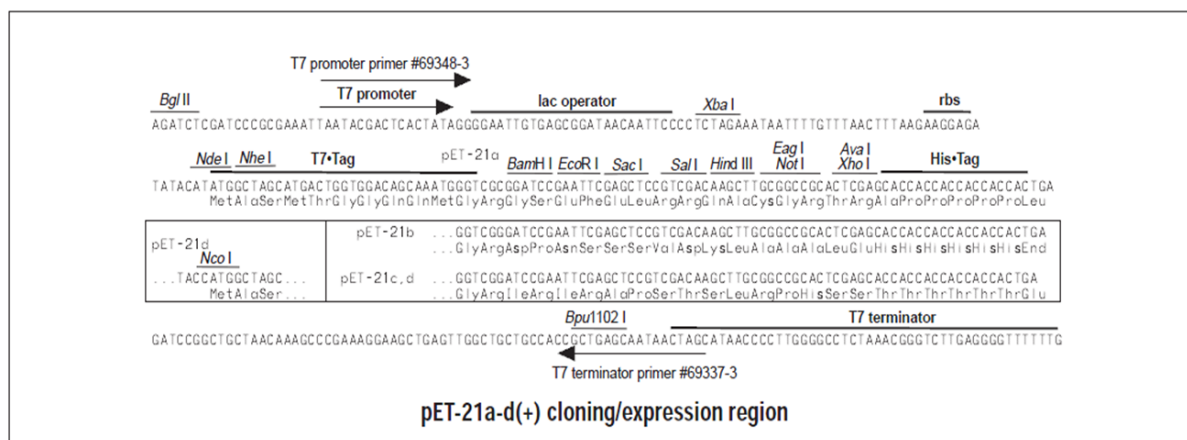 T7 promoter primer #69348-3
Bgl II T7 promoter lac operator Xba I rbs
AGATCTCGATCCCGCGAAATTAATACGACTCACTATAGGGGAATTGTGAGCGGATAACAATTCCCCTCTAGAAATAATTTTGTTTAACTTTAAGAAGGAGA
Nde I Nhe I T7•Tag pET-21a BamH I EcoR I Sac I Sal I Hind III Eag I Not I Ava I Xho I His•Tag
TATACATATGGCTAGCATGACTGGTGGACAGCAAATGGGTCGCGGATCCGAATTCGAGCTCCGTCGACAAGCTTGCGGCCGCACTCGAGCACCACCACCACCACCACTGA
MetAlaSerMetThrGlyGlyGlnGlnMetGlyArgGlySerGluPheGluLeuArgArgGlnAlaCysGlyArgThrArgAlaProProProProProLeu
pET-21d pET-21b ...GGTCGGGATCCGAATTCGAGCTCCGTCGACAAGCTTGCGGCCGCACTCGAGCACCACCACCACCACCACTGA
Nco I ...GlyArgAspProAsnSerSerSerValAspLysLeuAlaAlaAlaLeuGluHisHisHisHisHisHisEnd
...TACCATGGCTAGC... pET-21c,d ...GGTCGGATCCGAATTCGAGCTCCGTCGACAAGCTTGCGGCCGCACTCGAGCACCACCACCACCACCACTGA
MetAlaSer... ...GlyArgIleArgIleArgAlaProSerThrSerLeuArgProHisSerSerThrThrThrThrThrThrGlu
Bpu1102 I T7 terminator
GATCCGGCTGCTAACAAAGCCCGAAAGGAAGCTGAGTTGGCTGCTGCCACCGCTGAGCAATAACTAGCATAACCCCTTGGGGCCTCTAAACGGGTCTTGAGGGGTTTTTTG
T7 terminator primer #69337-3
pET-21a-d(+) cloning/expression region